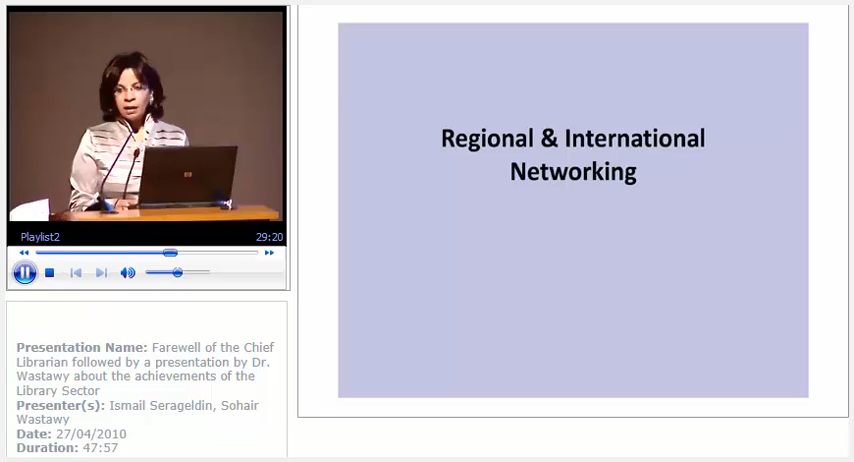 Regional & International
Networking
Playlist2
29:20
Presentation Name: Farewell of the Chief
Librarian followed by a presentation by Dr.
Wastawy about the achievements of the
Library Sector
Presenter(s): Ismail Serageldin, Sohair
Wastawy
Date: 27/04/2010
Duration: 47:57